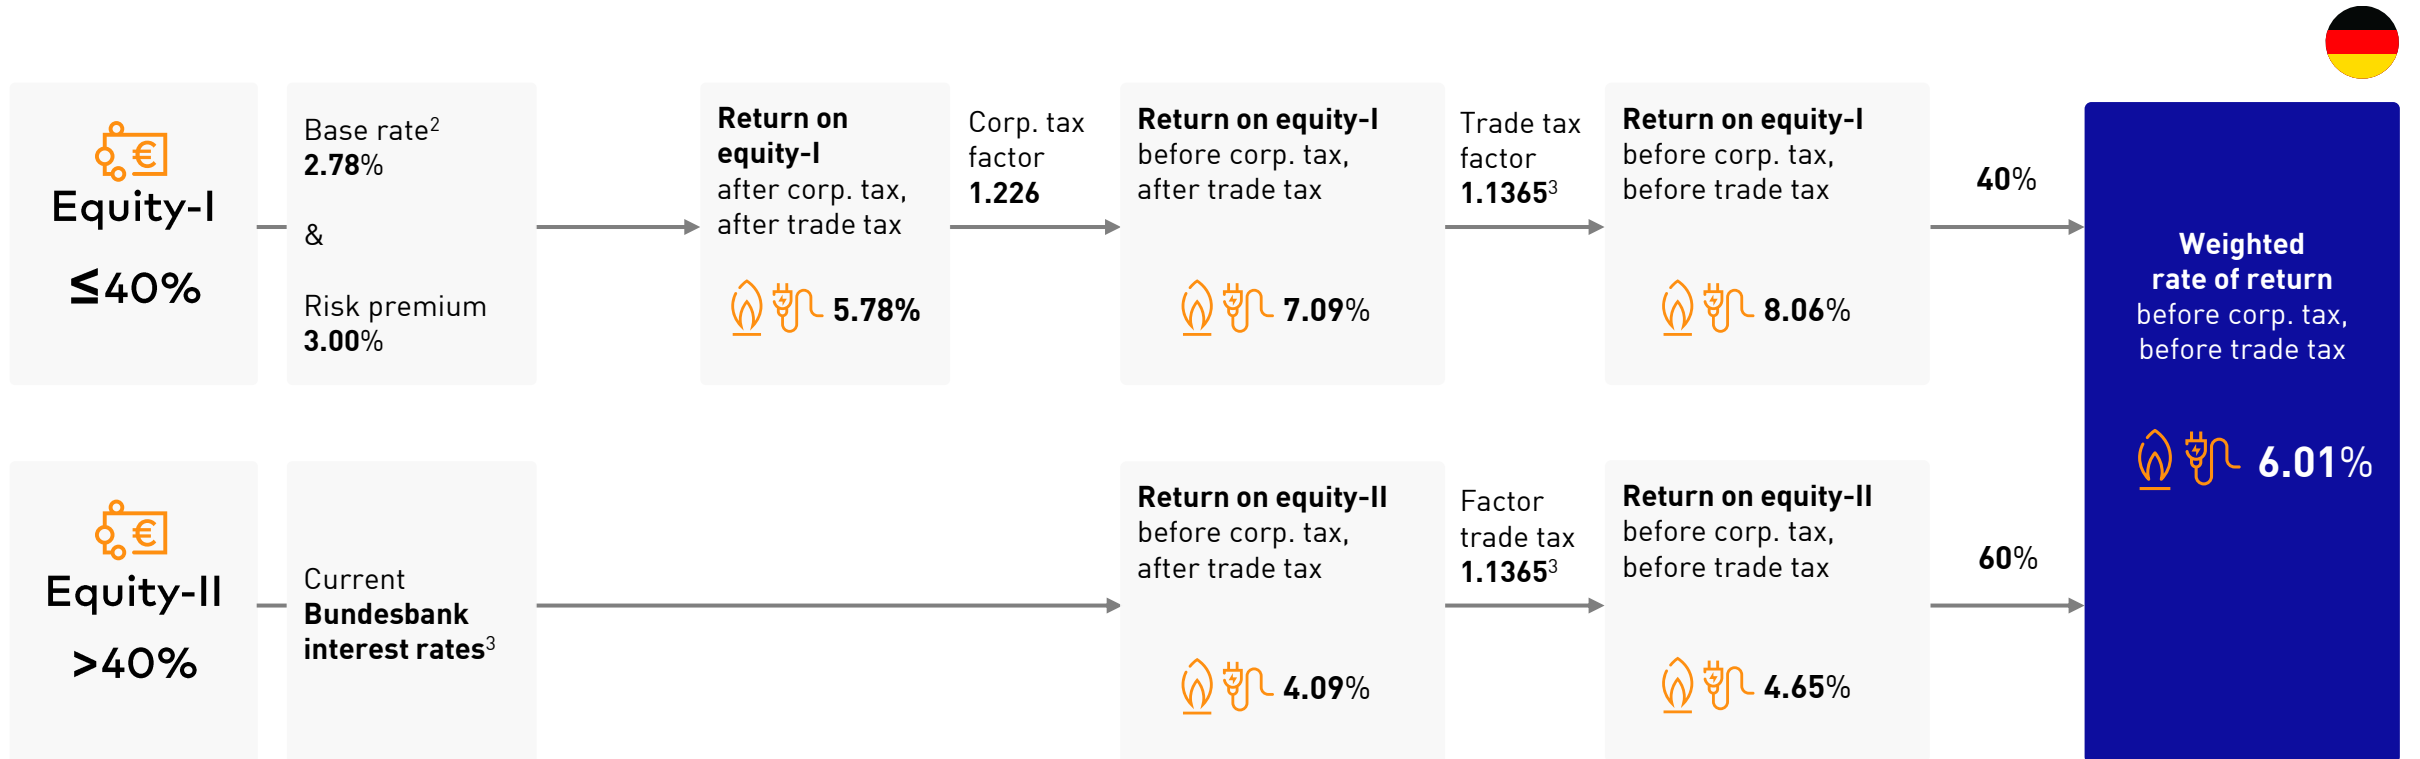 Equity-I
≤40%
Base rate²
2.78%
&
Risk premium
3.00%
Return on
equity-I
after corp. tax,
after trade tax
5.78%
Corp. tax
factor
1.226
Return on equity-I
before corp. tax,
after trade tax
7.09%
Trade tax
factor
1.1365³
Return on equity-I
before corp. tax,
before trade tax
8.06%
40%
Weighted
rate of return
before corp. tax,
before trade tax
6.01%
Equity-II
>40%
Current
Bundesbank
interest rates³
Return on equity-II
before corp. tax,
after trade tax
4.09%
Factor
trade tax
1.1365³
Return on equity-II
before corp. tax,
before trade tax
4.65%
60%